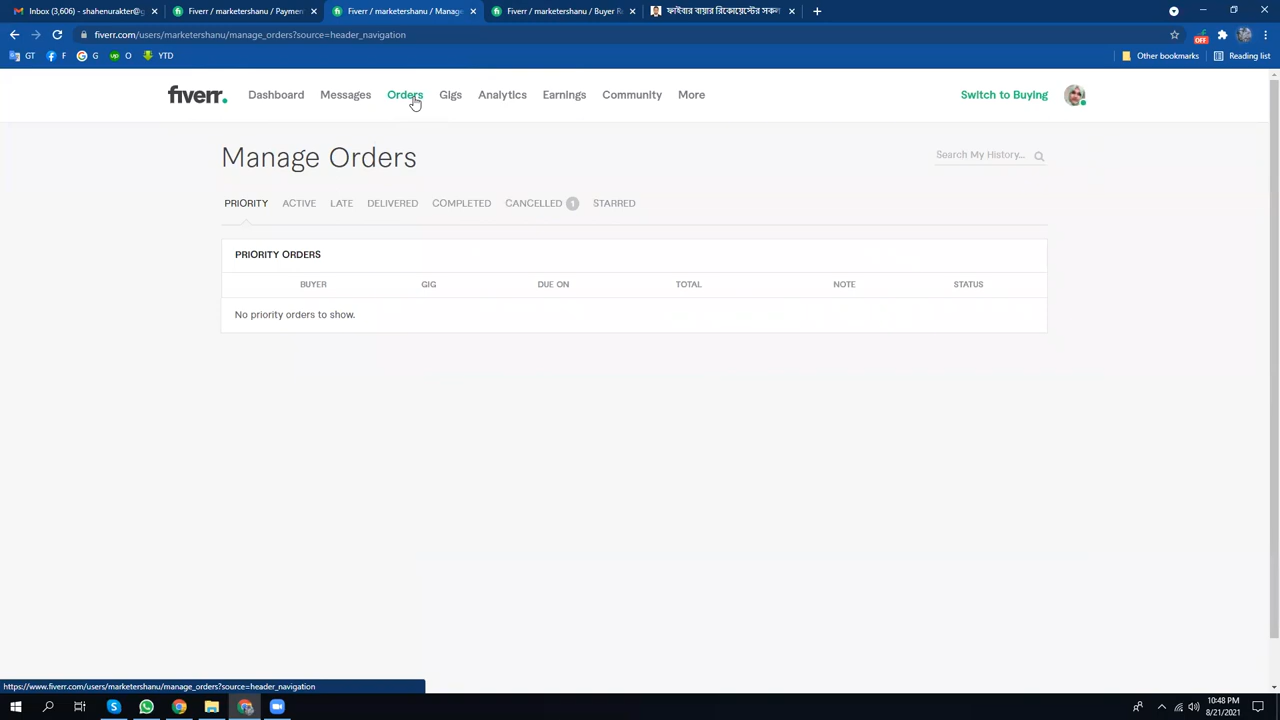 Inbox (3,606) - shahenurakter@g
Fiverr / marketershanu / Paymen
Fiverr / marketershanu / Manage
Fiverr / marketershanu / Buyer R
ফাইবার বায়ার রিকোয়েস্টের সকল
fiverr.com/users/marketershanu/manage_orders?source=header_navigation
OFF
GT
F
G
O
YTD
Other bookmarks
Reading list
fiverr.
Dashboard
Messages
Orders
Gigs
Analytics
Earnings
Community
More
Switch to Buying
Manage Orders
Search My History...
PRIORITY
ACTIVE
LATE
DELIVERED
COMPLETED
CANCELLED 1
STARRED
PRIORITY ORDERS
BUYER
GIG
DUE ON
TOTAL
NOTE
STATUS
No priority orders to show.
https://www.fiverr.com/users/marketershanu/manage_orders?source=header_navigation
10:48 PM
8/21/2021